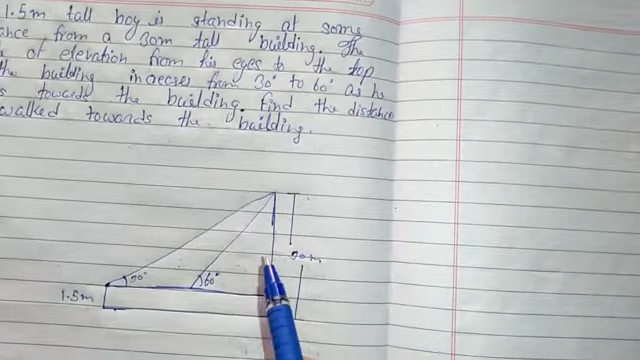 1.5m tall boy is standing at some
ance from a 30m tall building. The
e of elevation from his eyes to the top
the building increces from 30° to 60° as he
s towards the building. Find the distance
walked towards the building.
30m
30°
60°
1.5m